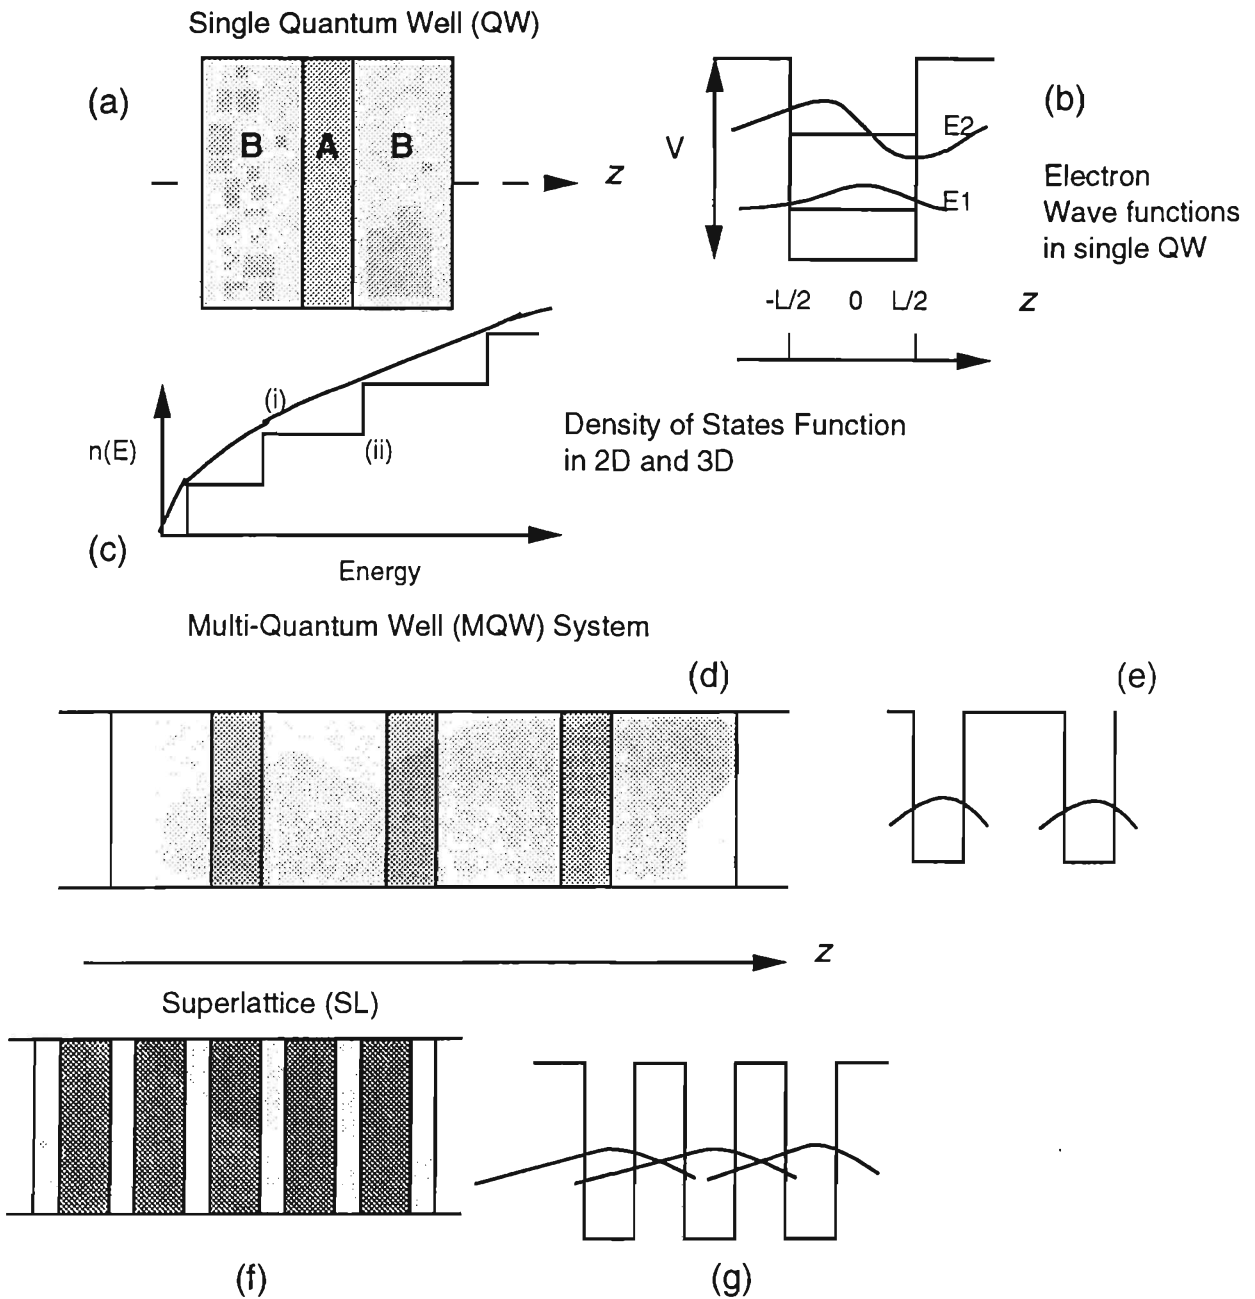 Single Quantum Well (QW)
(a)
B
A
B
z
V
E2
E1
(b)
Electron
Wave functions
in single QW
-L/2 0 L/2 z
n(E)
(i)
(ii)
(c)
Energy
Density of States Function
in 2D and 3D
Multi-Quantum Well (MQW) System
(d)
(e)
z
Superlattice (SL)
(f)
(g)